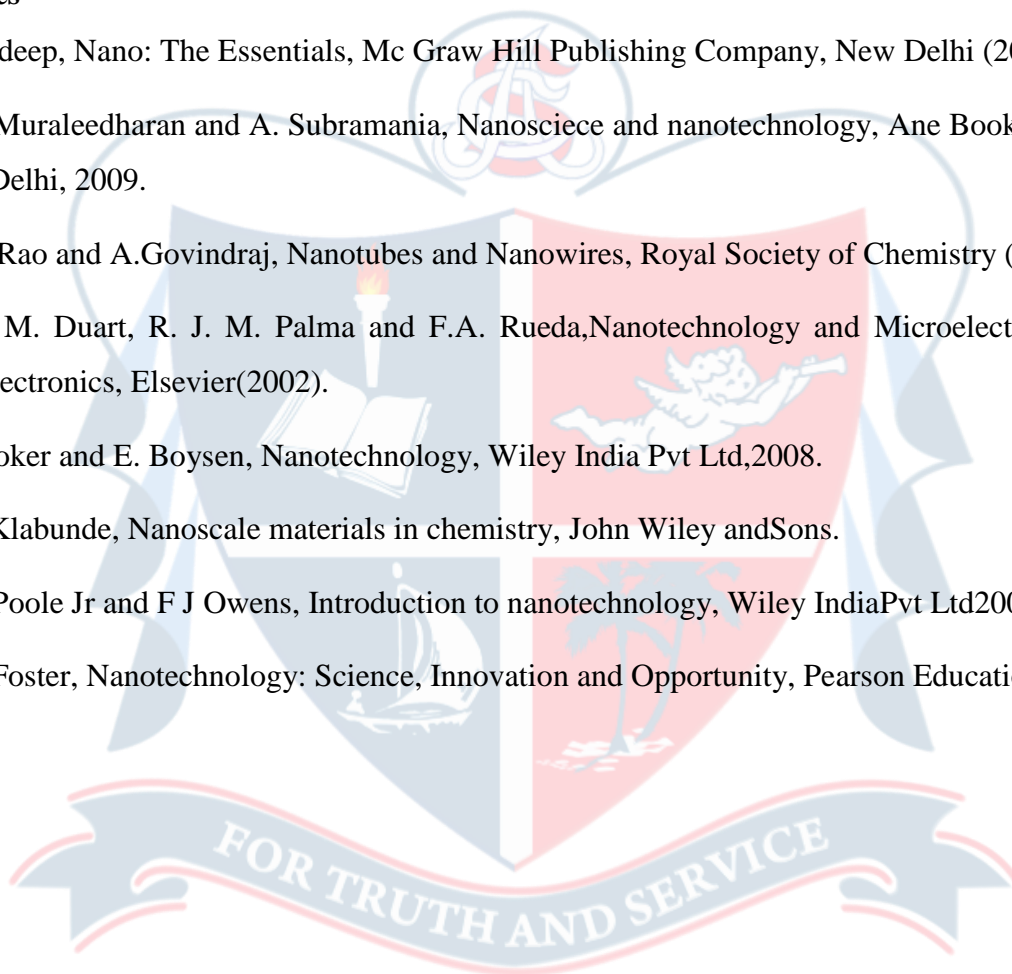 es
deep, Nano: The Essentials, Mc Graw Hill Publishing Company, New Delhi (20
Muraleedharan and A. Subramania, Nanosciece and nanotechnology, Ane Book
Delhi, 2009.
Rao and A.Govindraj, Nanotubes and Nanowires, Royal Society of Chemistry (
M. Duart, R. J. M. Palma and F.A. Rueda,Nanotechnology and Microelect
ectronics, Elsevier(2002).
oker and E. Boysen, Nanotechnology, Wiley India Pvt Ltd,2008.
Klabunde, Nanoscale materials in chemistry, John Wiley andSons.
Poole Jr and F J Owens, Introduction to nanotechnology, Wiley IndiaPvt Ltd200
Foster, Nanotechnology: Science, Innovation and Opportunity, Pearson Educatio
FOR TRUTH AND SERVICE